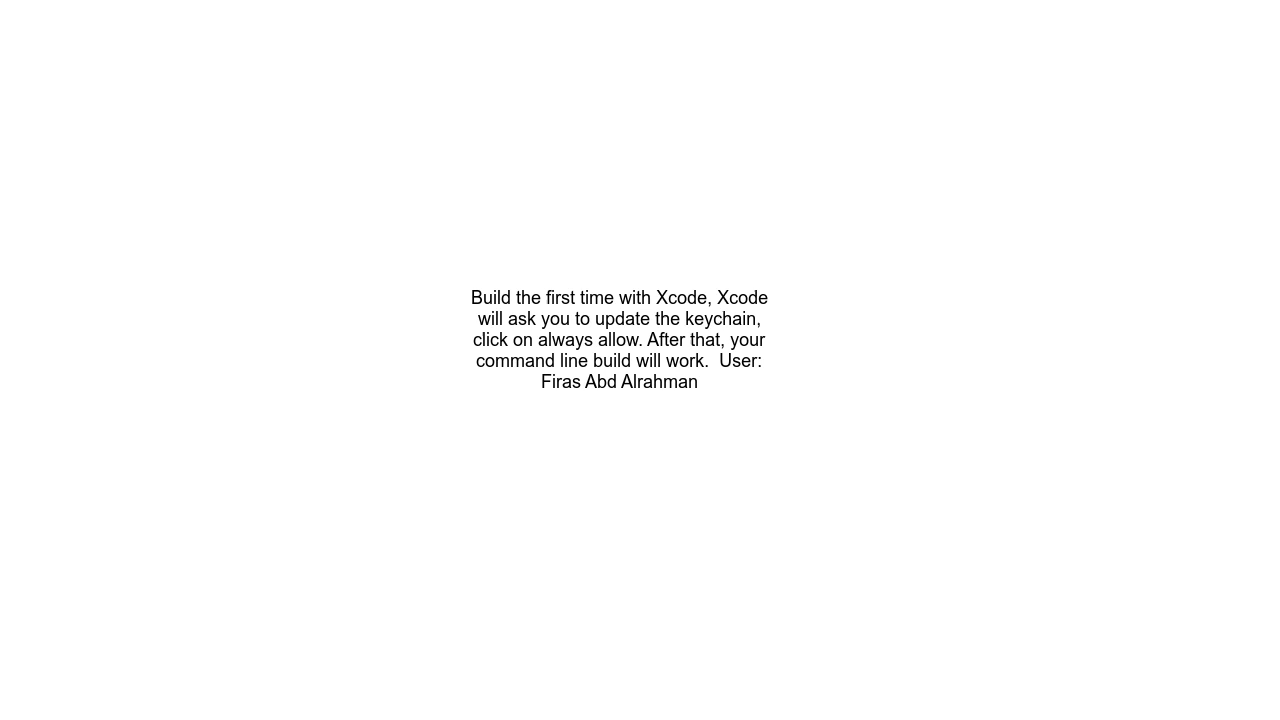 Build the first time with Xcode, Xcode
will ask you to update the keychain,
click on always allow. After that, your
command line build will work.  User:
Firas Abd Alrahman